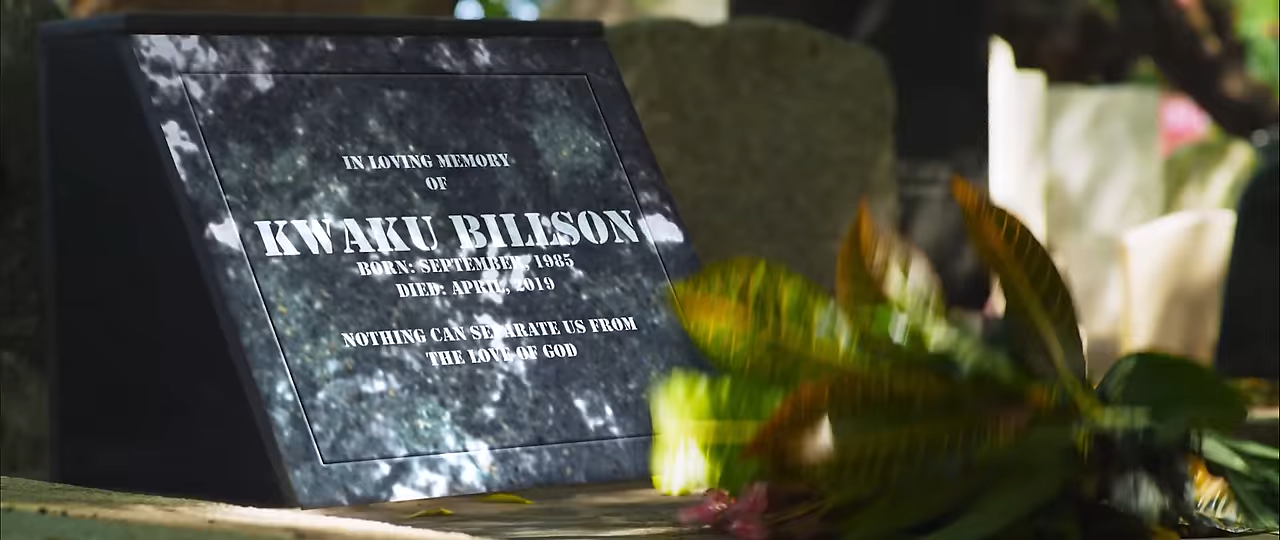 IN LOVING MEMORY
OF
KWAKU BILLSON
BORN: SEPTEMBER, 1985
DIED: APRIL, 2019
NOTHING CAN SEPARATE US FROM
THE LOVE OF GOD